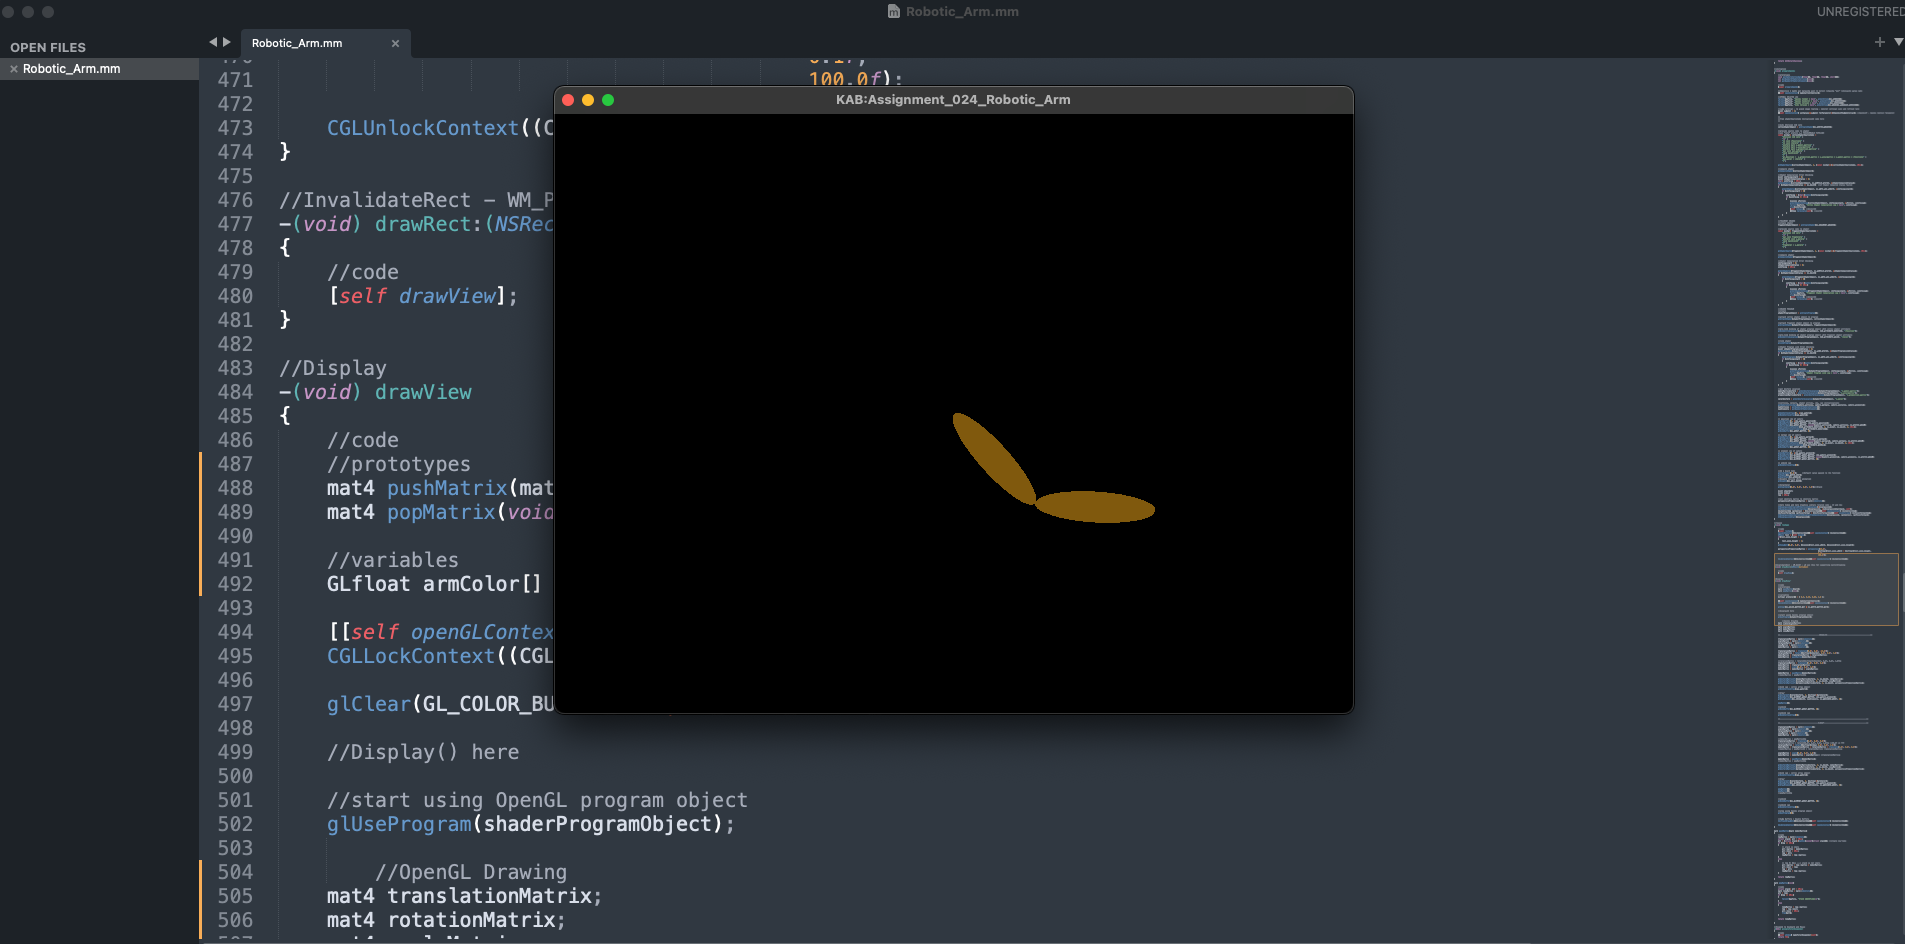 Robotic_Arm.mm
UNREGISTERED
OPEN FILES
Robotic_Arm.mm
Robotic_Arm.mm
471 100.0f);
472
473 CGLUnlockContext((C
474 }
475
476 //InvalidateRect - WM_P
477 -(void) drawRect:(NSRec
478 {
479 //code
480 [self drawView];
481 }
482
483 //Display
484 -(void) drawView
485 {
486 //code
487 //prototypes
488 mat4 pushMatrix(mat
489 mat4 popMatrix(void
490
491 //variables
492 GLfloat armColor[]
493
494 [[self openGLContex
495 CGLLockContext((CGL
496
497 glClear(GL_COLOR_BU
498
499 //Display() here
500
501 //start using OpenGL program object
502 glUseProgram(shaderProgramObject);
503
504 //OpenGL Drawing
505 mat4 translationMatrix;
506 mat4 rotationMatrix;
KAB:Assignment_024_Robotic_Arm